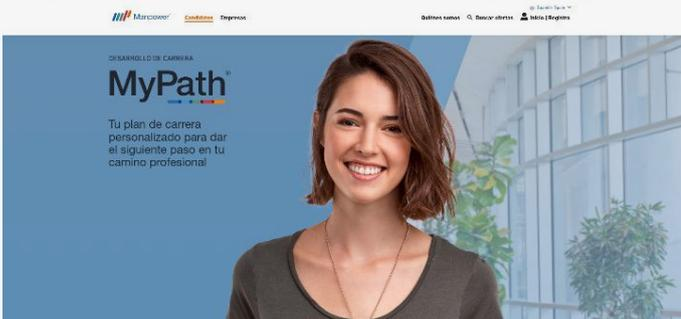 Manpower
Candidatos Empresas
Quiénes somos Buscar ofertas Inicio | Registro
DESARROLLO DE CARRERA
MyPath®
Tu plan de carrera
personalizado para dar
el siguiente paso en tu
camino profesional